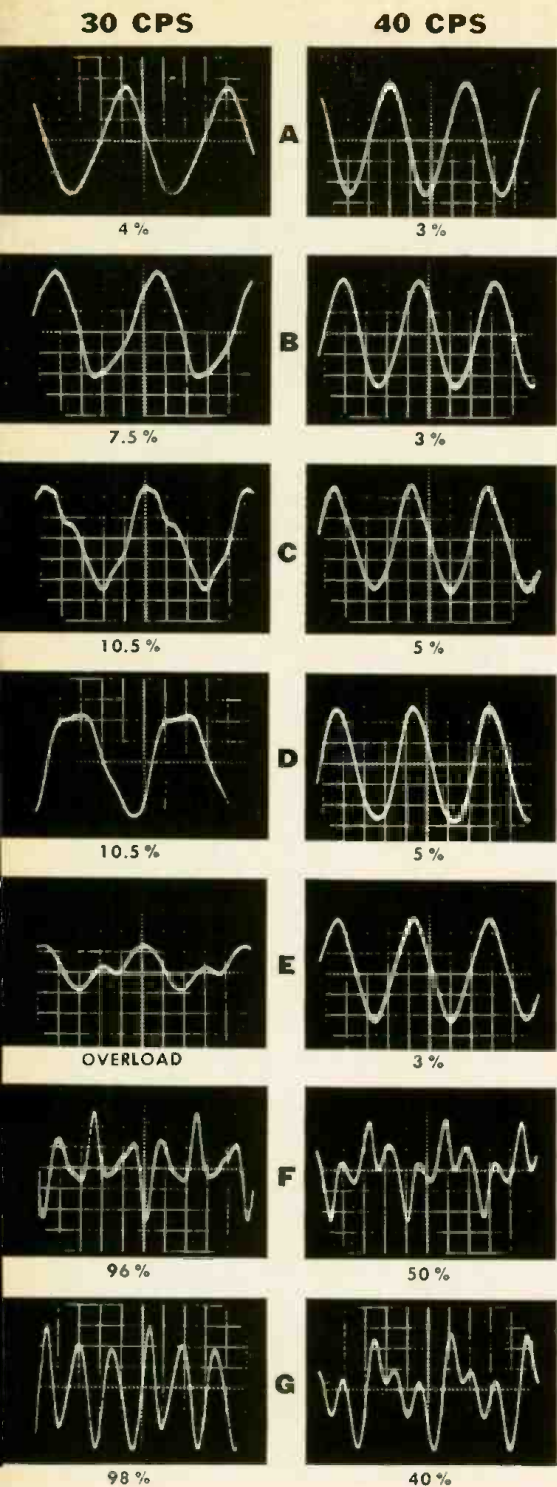 30 CPS 40 CPS
A
4 % 3 %
B
7.5 % 3 %
C
10.5 % 5 %
D
10.5 % 5 %
E
OVERLOAD 3 %
F
96 % 50 %
G
98 % 40 %